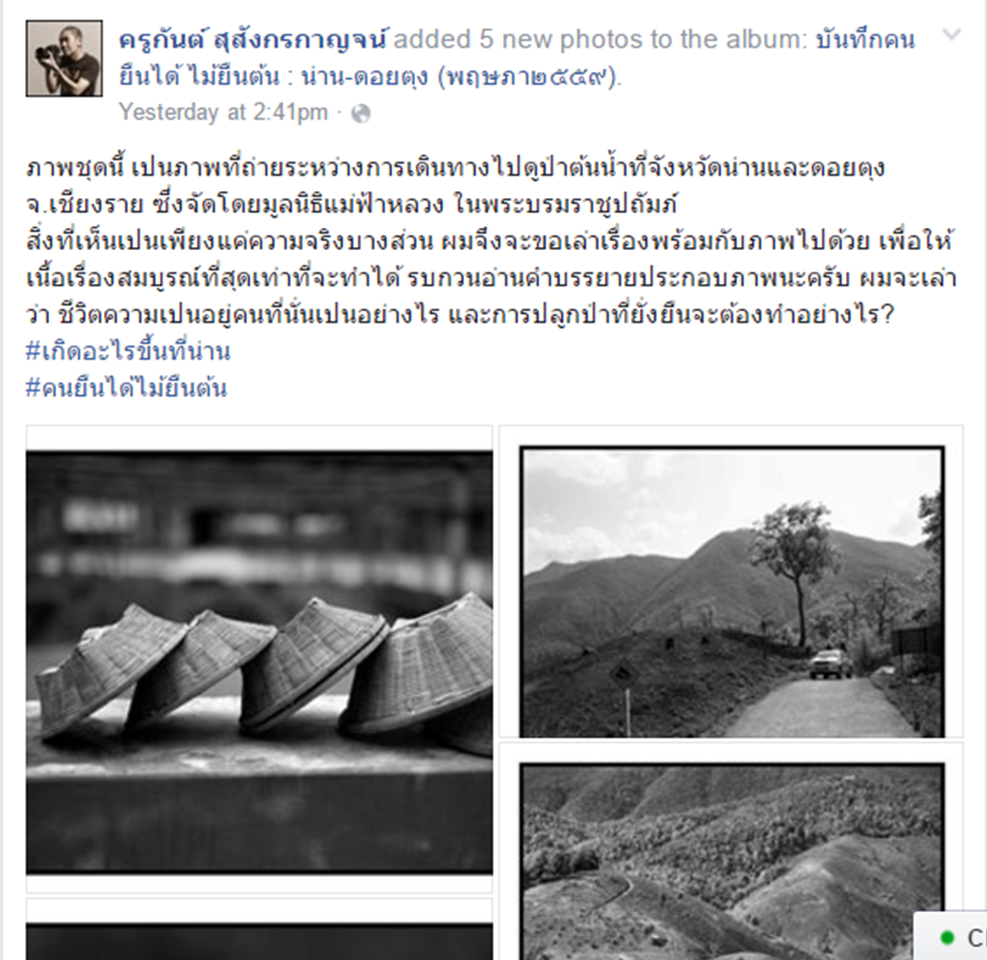 ครูกันต์ สุสังกรกาญจน์ added 5 new photos to the album: บันทึกคน
ยืนได้ ไม้ยืนต้น : น่าน-ดอยตุง (พฤษภา๒๕๕๙).
Yesterday at 2:41pm ·
ภาพชุดนี้ เปนภาพที่ถ่ายระหว่างการเดินทางไปดูป่าต้นน้ำที่จังหวัดน่านและดอยตุง
จ.เชียงราย ซึ่งจัดโดยมูลนิธิแม่ฟ้าหลวง ในพระบรมราชูปถัมภ์
สิ่งที่เห็นเปนเพียงแค่ความจริงบางส่วน ผมจึงจะขอเล่าเรื่องพร้อมกับภาพไปด้วย เพื่อให้
เนื้อเรื่องสมบูรณ์ที่สุดเท่าที่จะทำได้ รบกวนอ่านคำบรรยายประกอบภาพนะครับ ผมจะเล่า
ว่า ชีวิตความเปนอยู่คนที่นั่นเปนอย่างไร และการปลูกป่าที่ยั่งยืนจะต้องทำอย่างไร?
#เกิดอะไรขึ้นที่น่าน
#คนยืนได้ไม้ยืนต้น